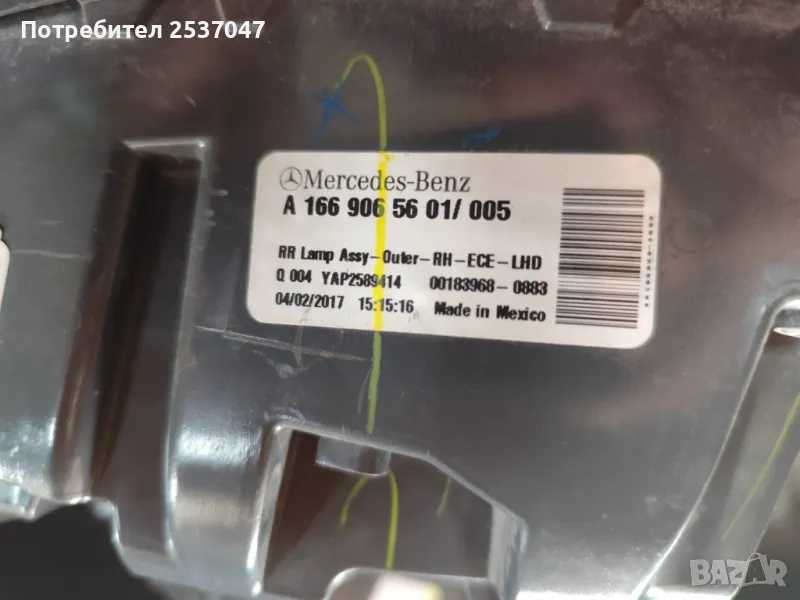 Потребител 2537047
Mercedes-Benz
A 166 906 56 01/ 005
RR Lamp Assy-Outer-RH-ECE-LHD
Q 004 YAP2589414 00183968-0883
04/02/2017 15:15:16 Made in Mexico
BAZAR